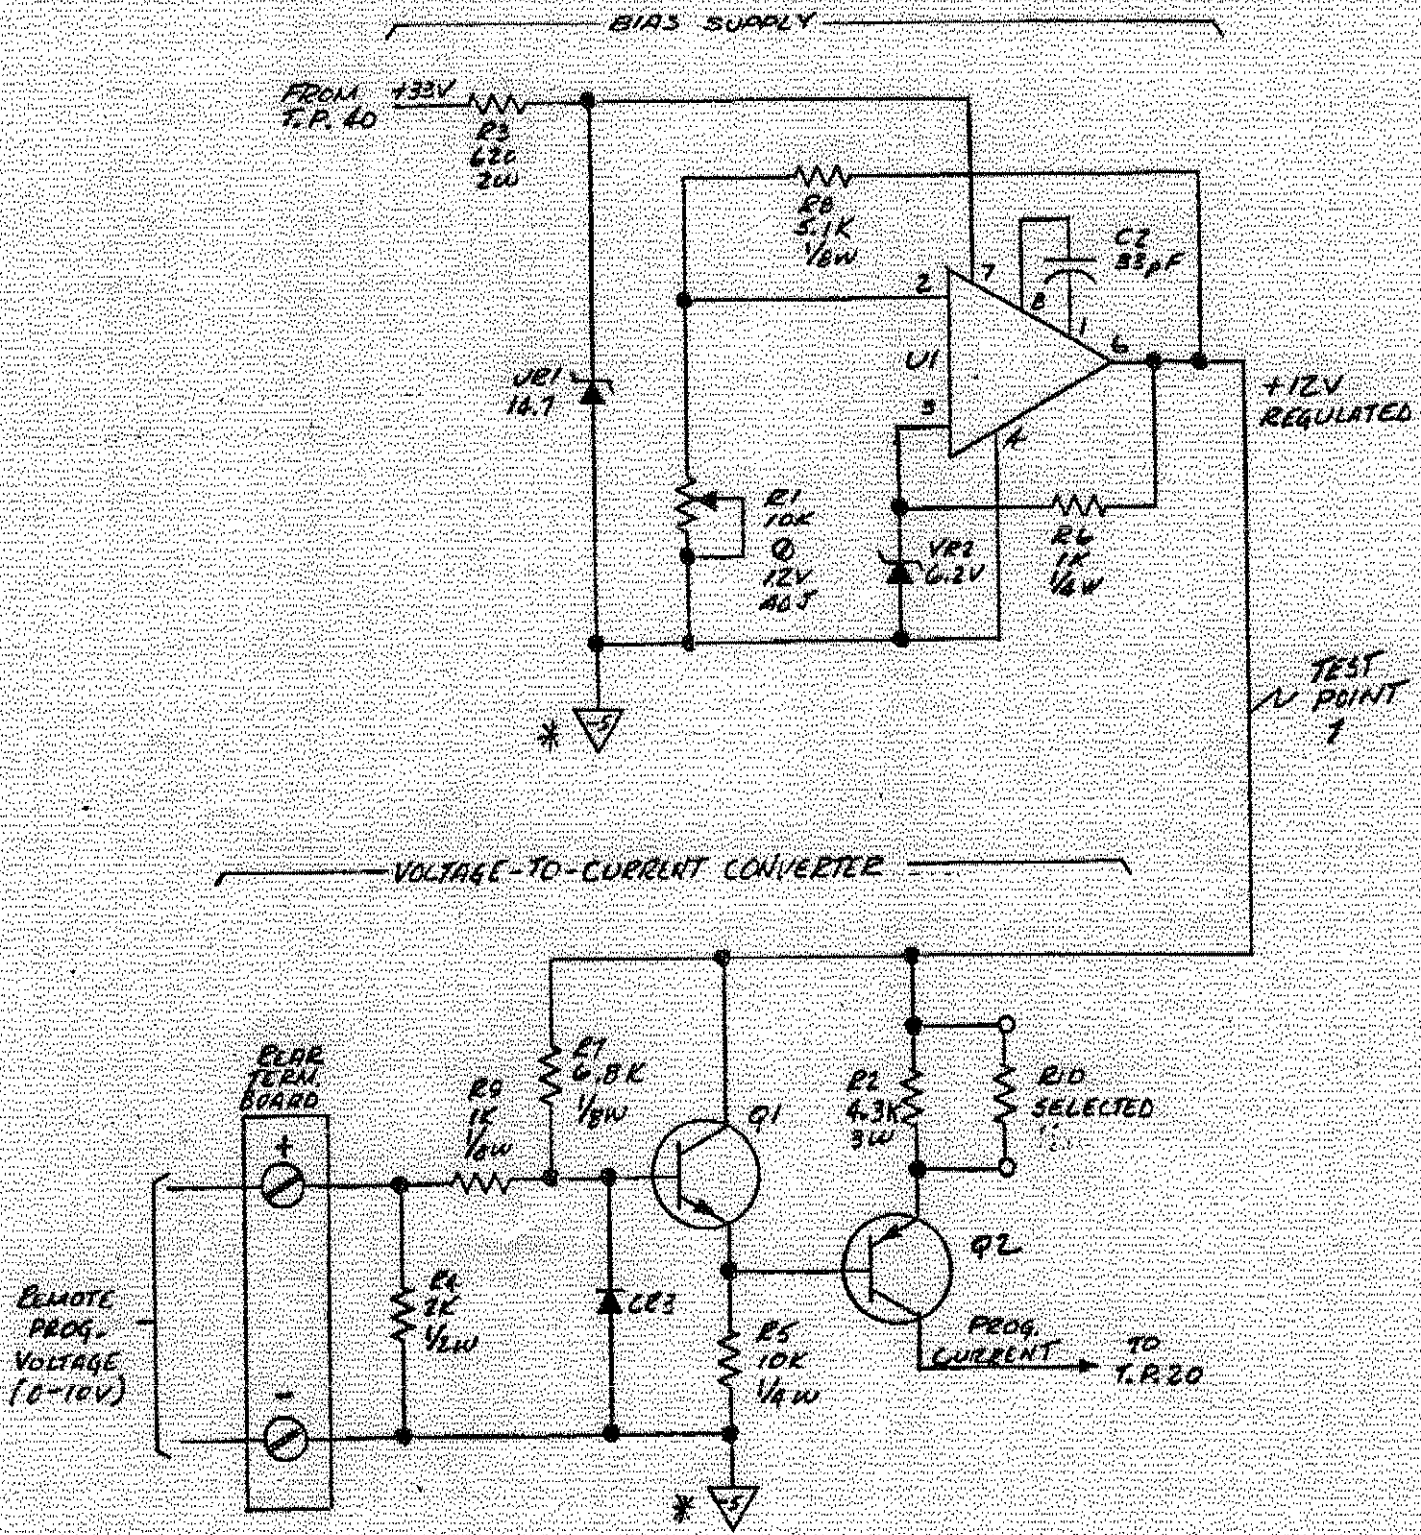 BIAS SUPPLY
FROM
T.P. 40
+33V
R3
620
2W
R8
5.1K
1/8W
C2
33pF
2
7
8
1
6
U1
3
4
VR1
14.7
+12V
REGULATED
R1
10K
12V
ADJ
VR2
6.2V
R6
1K
1/4W
TEST
POINT
1
* -S
VOLTAGE-TO-CURRENT CONVERTER
REAR
TERM.
BOARD
R9
1K
1/8W
R7
6.8K
1/8W
Q1
R2
4.3K
3W
R10
SELECTED
+
Q2
REMOTE
PROG.
VOLTAGE
(0-10V)
R4
2K
1/2W
CR3
R5
10K
1/4W
PROG.
CURRENT
TO
T.P. 20
-
* -S